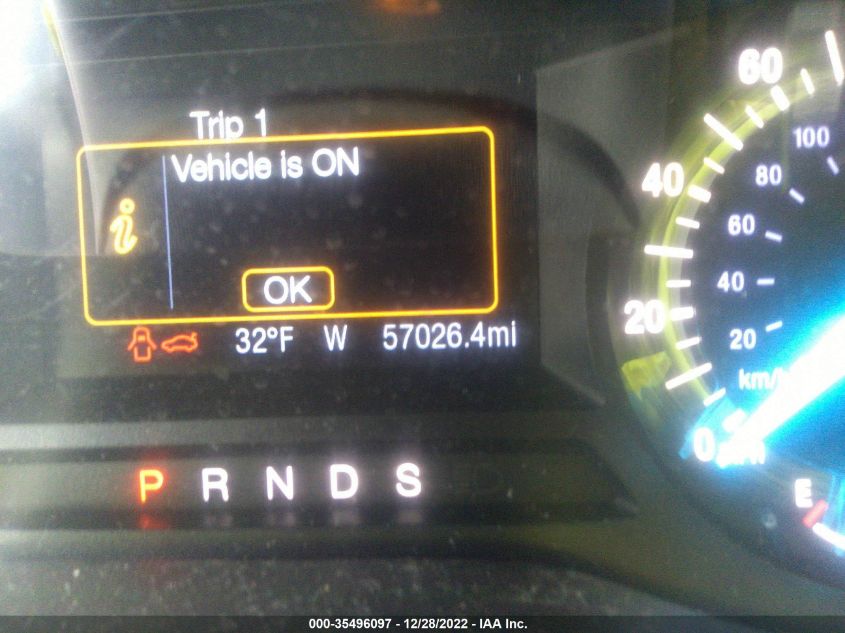 Trip 1
Vehicle is ON
i
OK
32°F W 57026.4mi
P R N D S
60
40
20
0
100
80
60
40
20
km/h
E
000-35496097 - 12/28/2022 - IAA Inc.